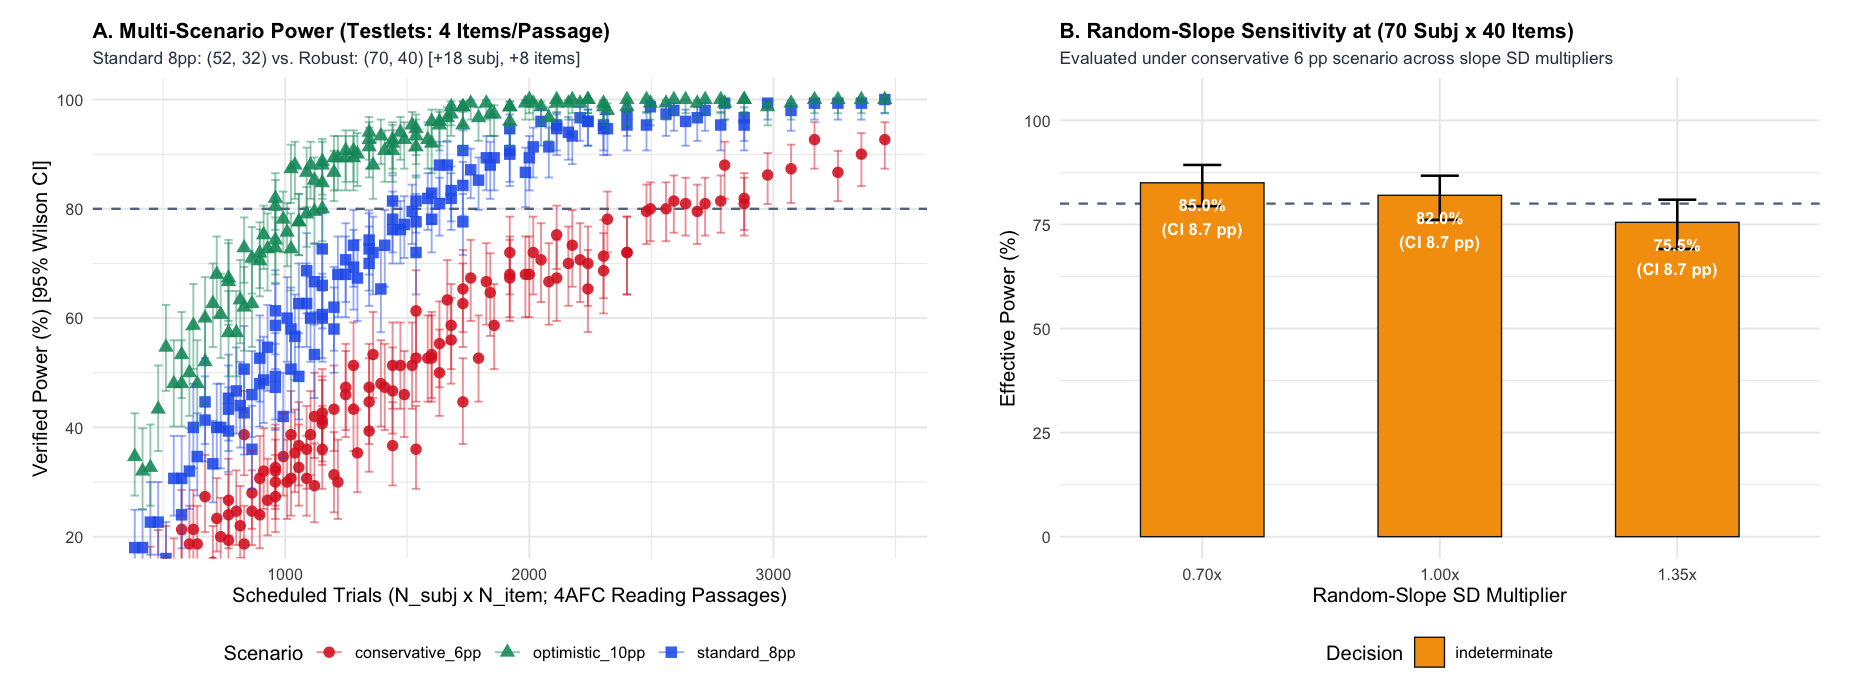 A. Multi-Scenario Power (Testlets: 4 Items/Passage)
Standard 8pp: (52, 32) vs. Robust: (70, 40) [+18 subj, +8 items]
Verified Power (%) [95% Wilson CI]
100
80
60
40
20
1000
2000
3000
Scheduled Trials (N_subj x N_item; 4AFC Reading Passages)
Scenario
conservative_6pp
optimistic_10pp
standard_8pp
B. Random-Slope Sensitivity at (70 Subj x 40 Items)
Evaluated under conservative 6 pp scenario across slope SD multipliers
Effective Power (%)
100
75
50
25
0
85.0%
(CI 8.7 pp)
82.0%
(CI 8.7 pp)
75.5%
(CI 8.7 pp)
0.70x
1.00x
1.35x
Random-Slope SD Multiplier
Decision
indeterminate